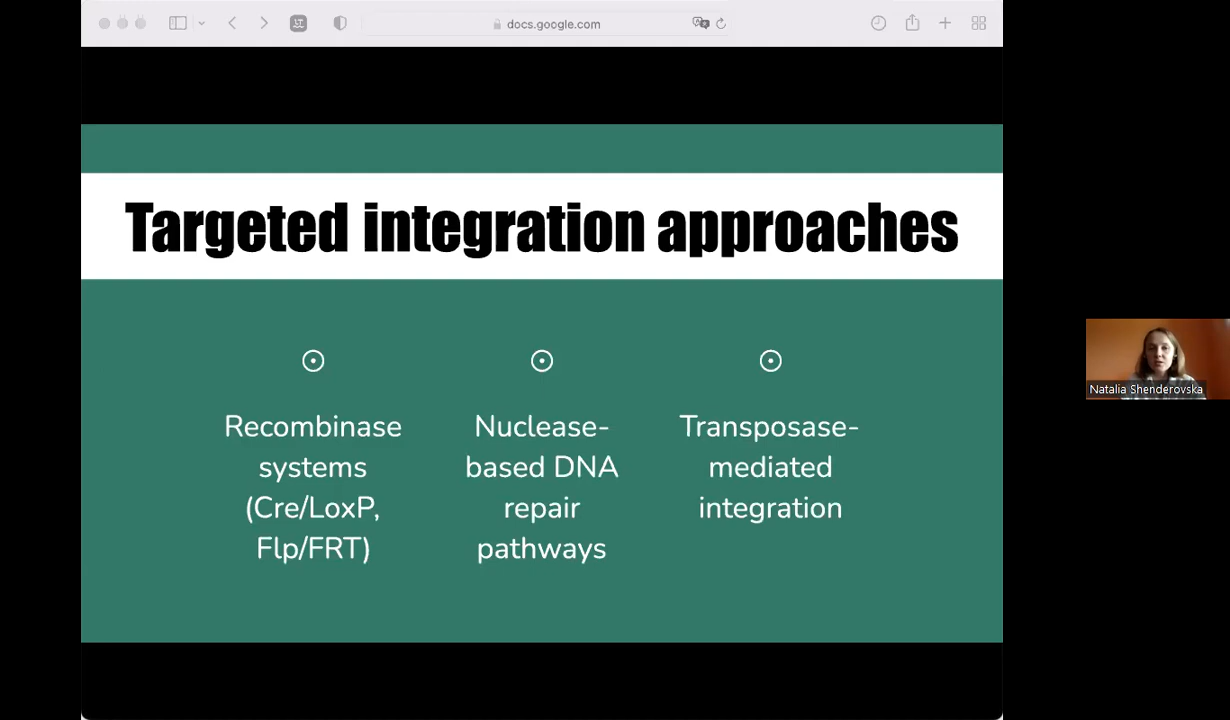 docs.google.com
Targeted integration approaches
Recombinase
systems
(Cre/LoxP,
Flp/FRT)
Nuclease-
based DNA
repair
pathways
Transposase-
mediated
integration
Natalia Shenderovska